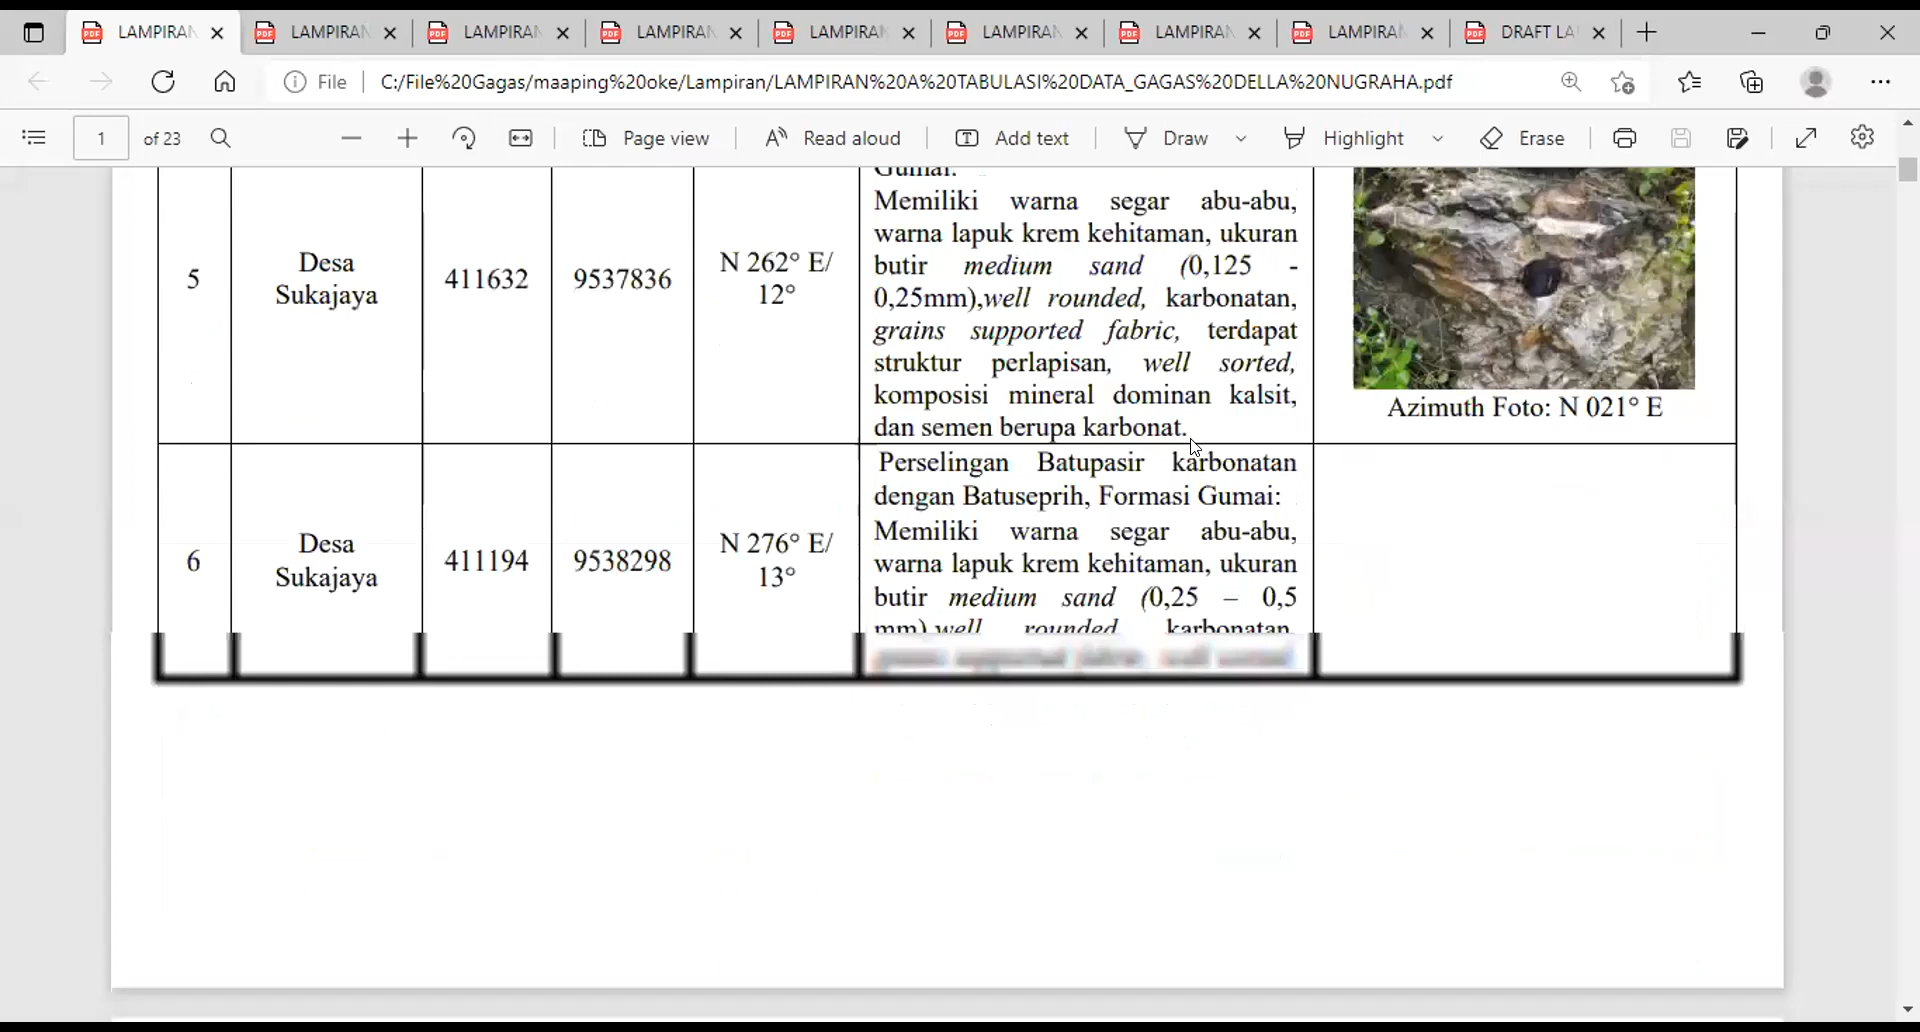 LAMPIRAN
LAMPIRAN
LAMPIRAN
LAMPIRAN
LAMPIRAN
LAMPIRAN
LAMPIRAN
LAMPIRAN
DRAFT LA
File
C:/File%20Gagas/maaping%20oke/Lampiran/LAMPIRAN%20A%20TABULASI%20DATA_GAGAS%20DELLA%20NUGRAHA.pdf
1 of 23
Page view
Read aloud
Add text
Draw
Highlight
Erase
5
Desa
Sukajaya
411632
9537836
N 262° E/
12°
Gumai:
Memiliki warna segar abu-abu,
warna lapuk krem kehitaman, ukuran
butir medium sand (0,125 -
0,25mm),well rounded, karbonatan,
grains supported fabric, terdapat
struktur perlapisan, well sorted,
komposisi mineral dominan kalsit,
dan semen berupa karbonat.
Azimuth Foto: N 021° E
6
Desa
Sukajaya
411194
9538298
N 276° E/
13°
Perselingan Batupasir karbonatan
dengan Batuseprih, Formasi Gumai:
Memiliki warna segar abu-abu,
warna lapuk krem kehitaman, ukuran
butir medium sand (0,25 – 0,5
mm) well rounded karbonatan,